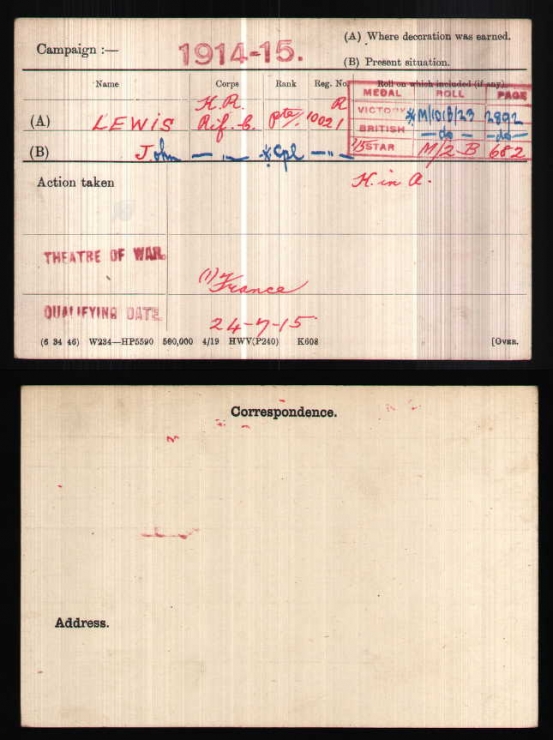 (A) Where decoration was earned.
Campaign :— 1914-15.
(B) Present situation.
Name Corps Rank Reg. No. Roll on which included (if any).
MEDAL ROLL PAGE
K.R. R VICTORY *M/101B/23 2892
(A) LEWIS Rif. C. Pte/. 10021
BRITISH —do— —do—
(B) John — „ — *Cpl — „ — 15 STAR M/2-B 682
Action taken K. in A.
THEATRE OF WAR.
(1) France
QUALIFYING DATE
24-7-15
(6 34 46) W234—HP5590 560,000 4/19 HWV(P240) K608 [Over.
Correspondence.
Address.